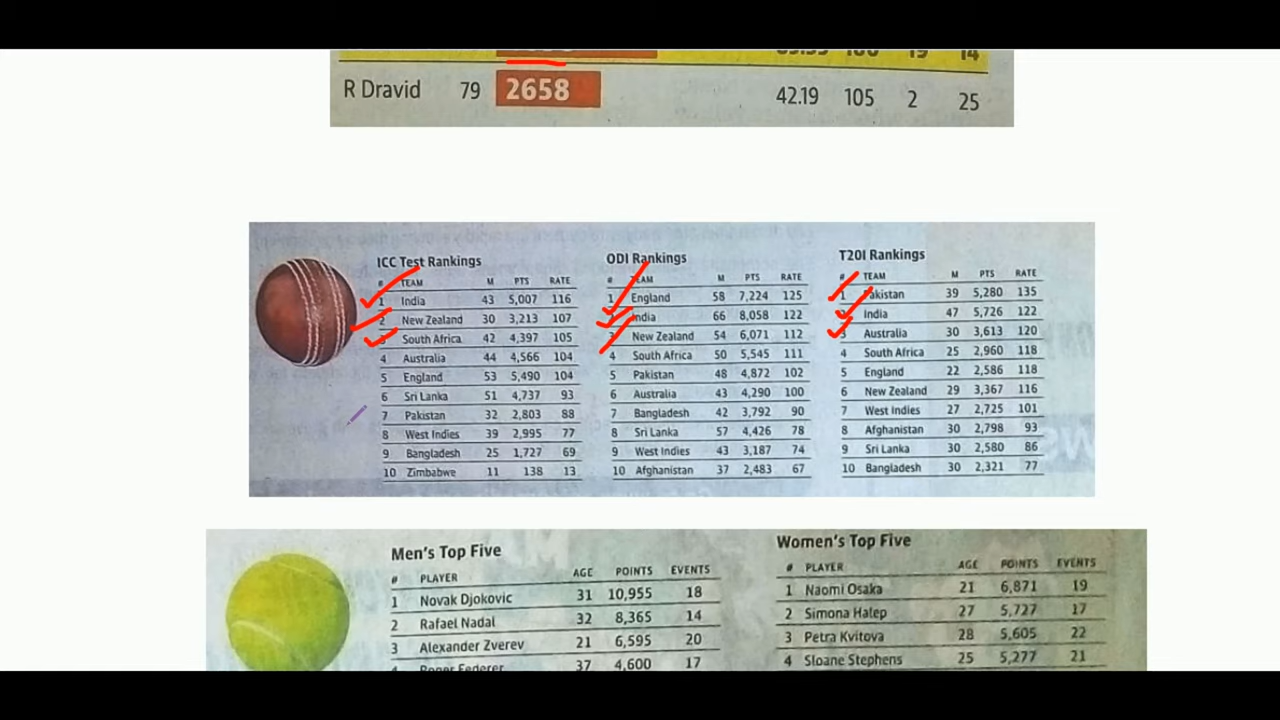 89.35 100 19 14
R Dravid 79 2658 42.19 105 2 25
ICC Test Rankings
# TEAM M PTS RATE
1 India 43 5,007 116
2 New Zealand 30 3,213 107
3 South Africa 42 4,397 105
4 Australia 44 4,566 104
5 England 53 5,490 104
6 Sri Lanka 51 4,737 93
7 Pakistan 32 2,803 88
8 West Indies 39 2,995 77
9 Bangladesh 25 1,727 69
10 Zimbabwe 11 138 13
ODI Rankings
# TEAM M PTS RATE
1 England 58 7,224 125
2 India 66 8,058 122
3 New Zealand 54 6,071 112
4 South Africa 50 5,545 111
5 Pakistan 48 4,872 102
6 Australia 43 4,290 100
7 Bangladesh 42 3,792 90
8 Sri Lanka 57 4,426 78
9 West Indies 43 3,187 74
10 Afghanistan 37 2,483 67
T20I Rankings
# TEAM M PTS RATE
1 Pakistan 39 5,280 135
2 India 47 5,726 122
3 Australia 30 3,613 120
4 South Africa 25 2,960 118
5 England 22 2,586 118
6 New Zealand 29 3,367 116
7 West Indies 27 2,725 101
8 Afghanistan 30 2,798 93
9 Sri Lanka 30 2,580 86
10 Bangladesh 30 2,321 77
Men's Top Five
# PLAYER AGE POINTS EVENTS
1 Novak Djokovic 31 10,955 18
2 Rafael Nadal 32 8,365 14
3 Alexander Zverev 21 6,595 20
4 Roger Federer 37 4,600 17
Women's Top Five
# PLAYER AGE POINTS EVENTS
1 Naomi Osaka 21 6,871 19
2 Simona Halep 27 5,727 17
3 Petra Kvitova 28 5,605 22
4 Sloane Stephens 25 5,277 21